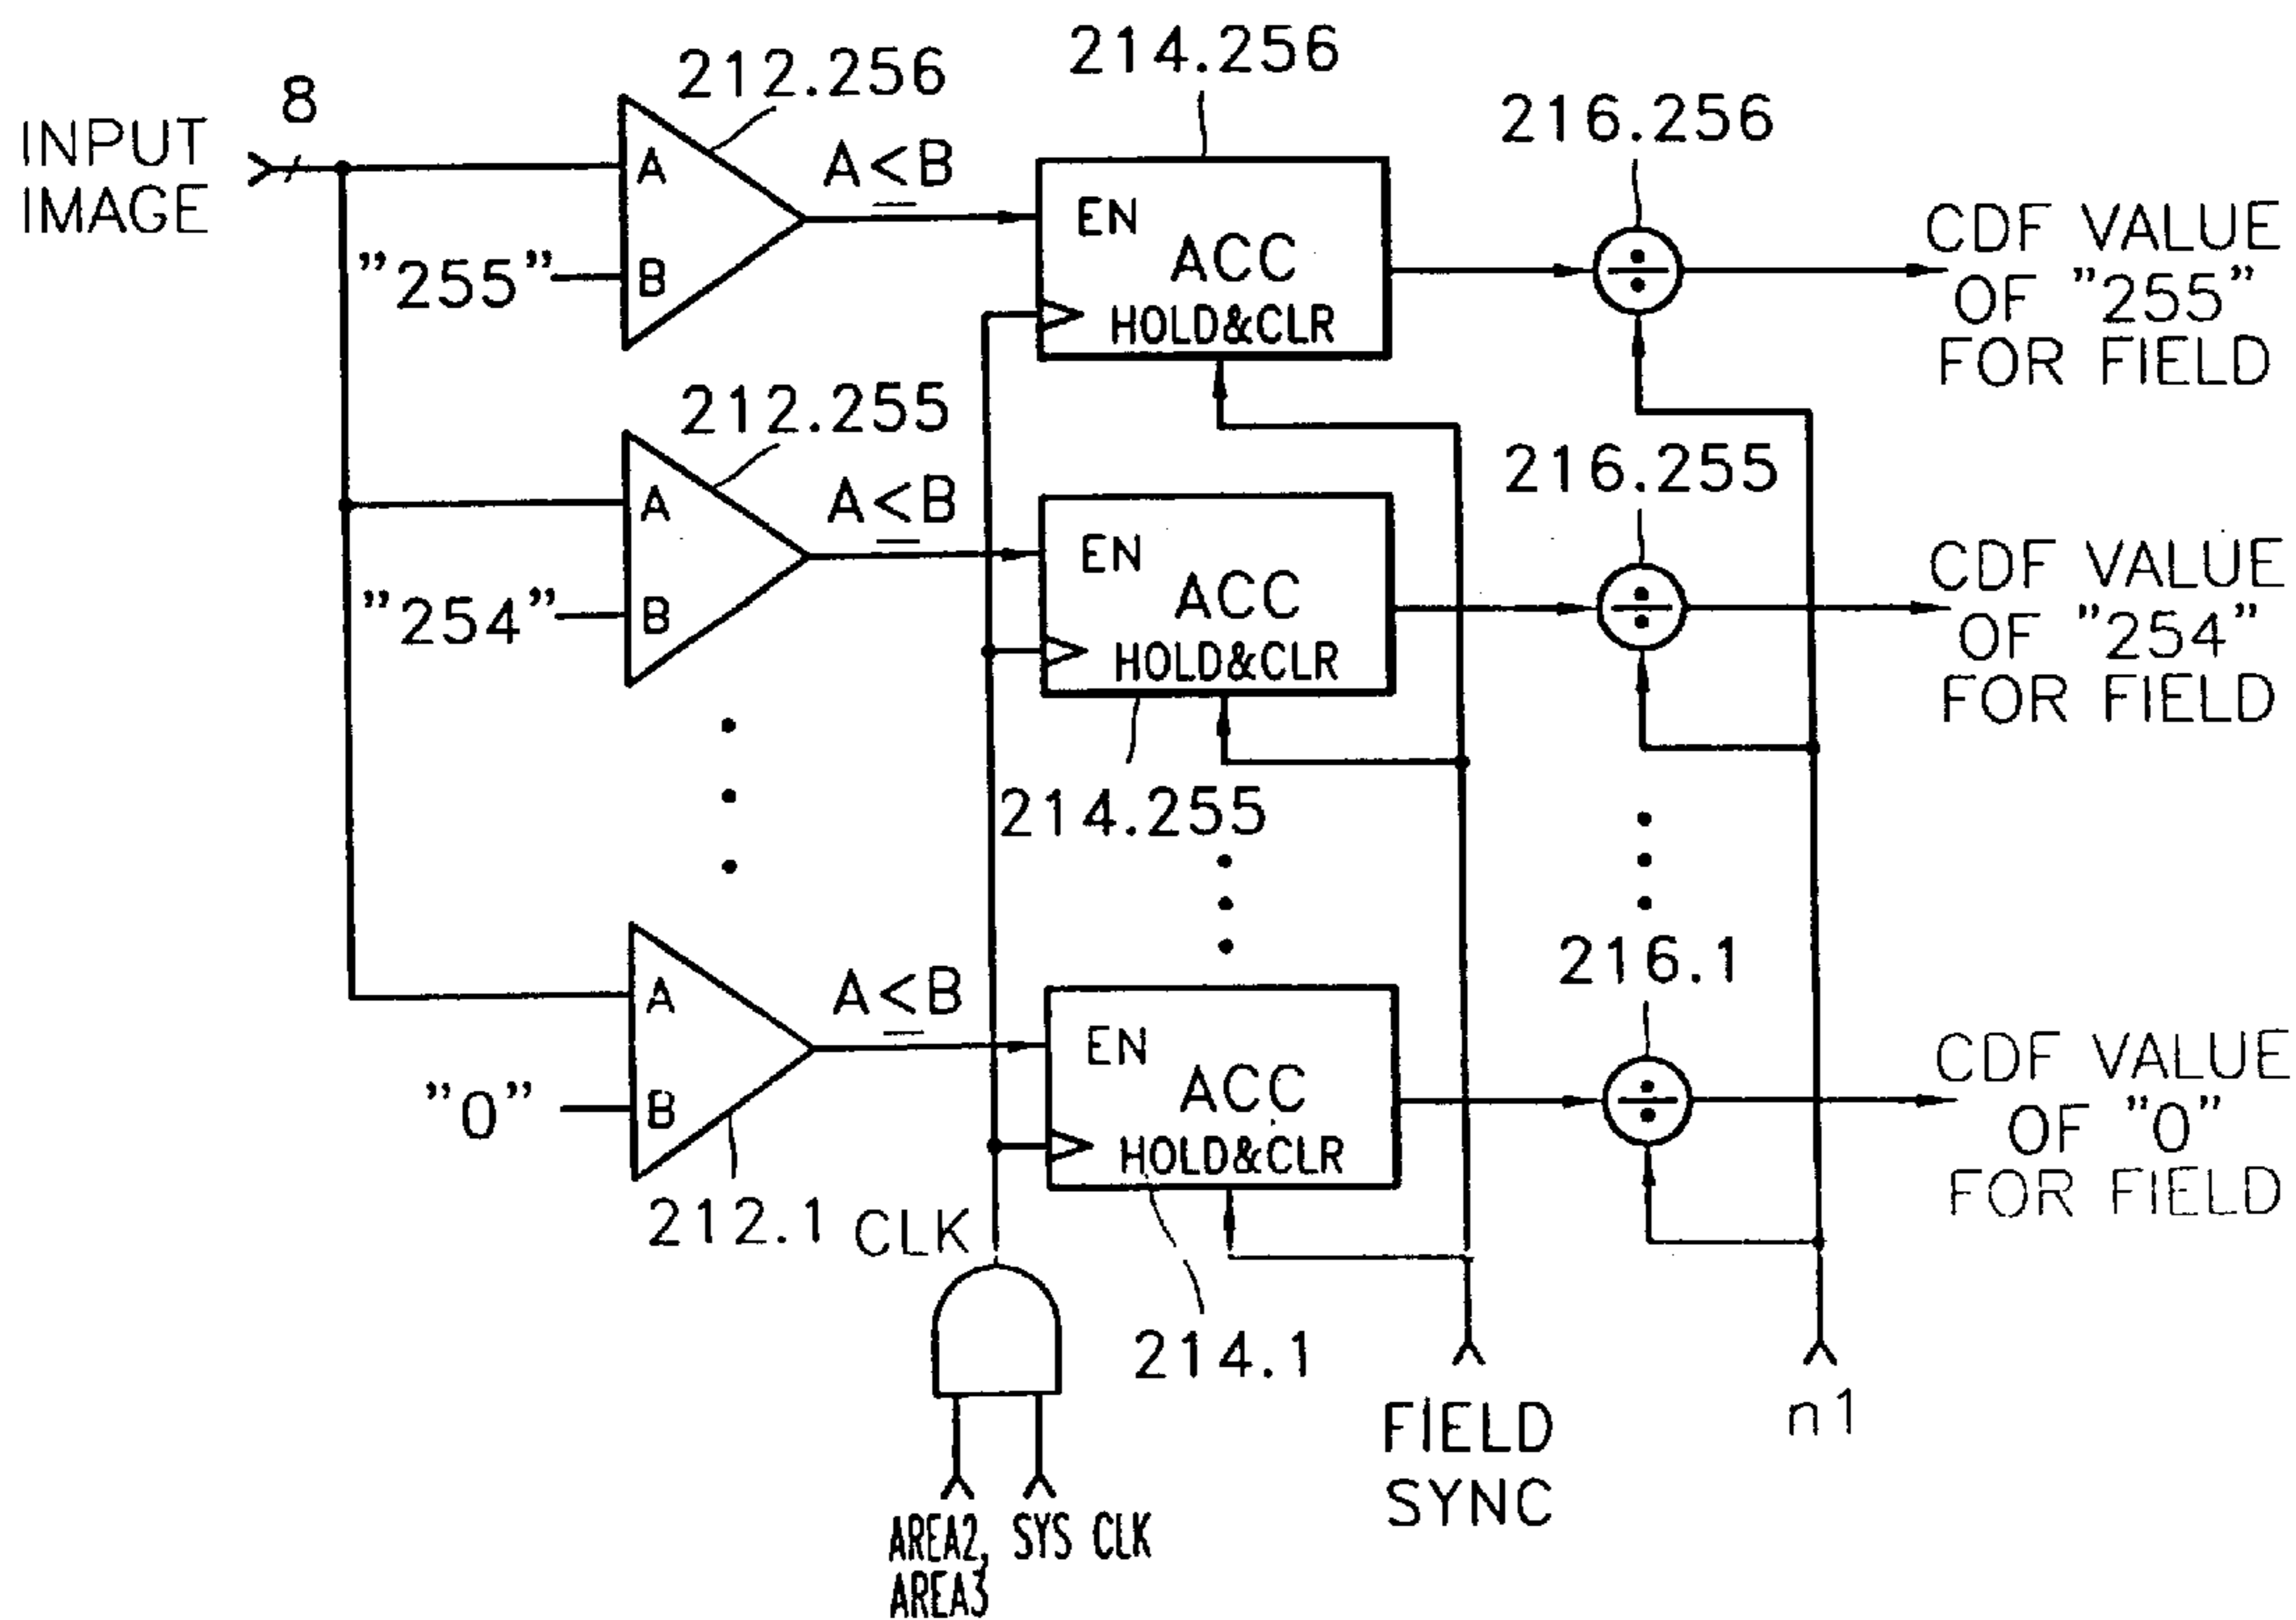 INPUT
IMAGE
8
212.256
214.256
216.256
A
A≤B
EN
ACC
HOLD&CLR
"255"
B
CDF VALUE
OF "255"
FOR FIELD
212.255
216.255
A
A≤B
EN
ACC
HOLD&CLR
"254"
B
214.255
CDF VALUE
OF "254"
FOR FIELD
216.1
A
A≤B
EN
ACC
HOLD&CLR
"0"
B
212.1
CLK
214.1
CDF VALUE
OF "0"
FOR FIELD
FIELD
SYNC
n1
AREA2,
AREA3
SYS CLK